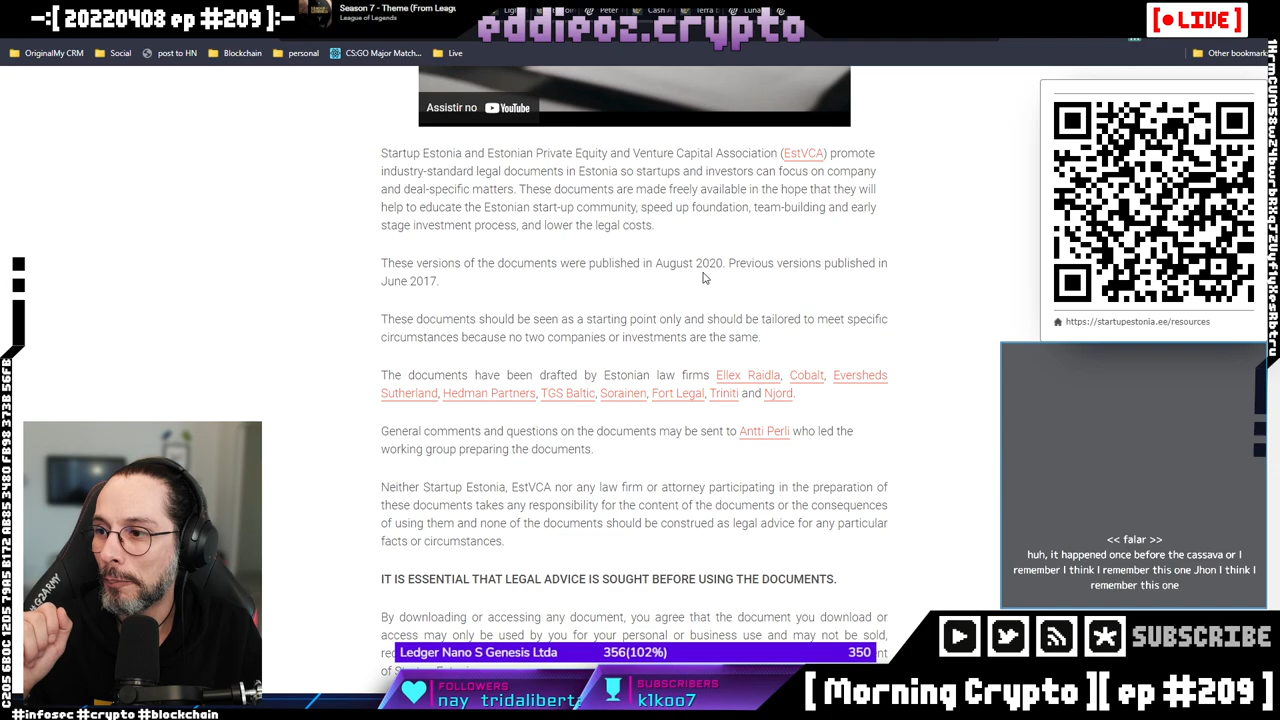 -:[ 20220408 ep #209 ]:-
Season 7 - Theme (From Leagu
League of Legends
Peter
Cash A
Terra E
Luna
eddieoz.crypto
[ LIVE ]
OriginalMy CRM
Social
post to HN
Blockchain
personal
CS:GO Major Match...
Live
Other bookmark
Assistir no YouTube
Startup Estonia and Estonian Private Equity and Venture Capital Association (EstVCA) promote
industry-standard legal documents in Estonia so startups and investors can focus on company
and deal-specific matters. These documents are made freely available in the hope that they will
help to educate the Estonian start-up community, speed up foundation, team-building and early
stage investment process, and lower the legal costs.
These versions of the documents were published in August 2020. Previous versions published in
June 2017.
These documents should be seen as a starting point only and should be tailored to meet specific
circumstances because no two companies or investments are the same.
The documents have been drafted by Estonian law firms Ellex Raidla, Cobalt, Eversheds
Sutherland, Hedman Partners, TGS Baltic, Sorainen, Fort Legal, Triniti and Njord.
General comments and questions on the documents may be sent to Antti Perli who led the
working group preparing the documents.
Neither Startup Estonia, EstVCA nor any law firm or attorney participating in the preparation of
these documents takes any responsibility for the content of the documents or the consequences
of using them and none of the documents should be construed as legal advice for any particular
facts or circumstances.
IT IS ESSENTIAL THAT LEGAL ADVICE IS SOUGHT BEFORE USING THE DOCUMENTS.
By downloading or accessing any document, you agree that the document you download or
access may only be used by you for your personal or business use and may not be sold,
https://startupestonia.ee/resources
<< falar >>
huh, it happened once before the cassava or I
remember I think I remember this one Jhon I think I
remember this one
Ledger Nano S Genesis Ltda 356(102%) 350
FOLLOWERS
nay_tridaliberta
SUBSCRIBERS
k1koo7
SUBSCRIBE
[ Morning Crypto ][ ep #209 ]
#infosec #crypto #blockchain